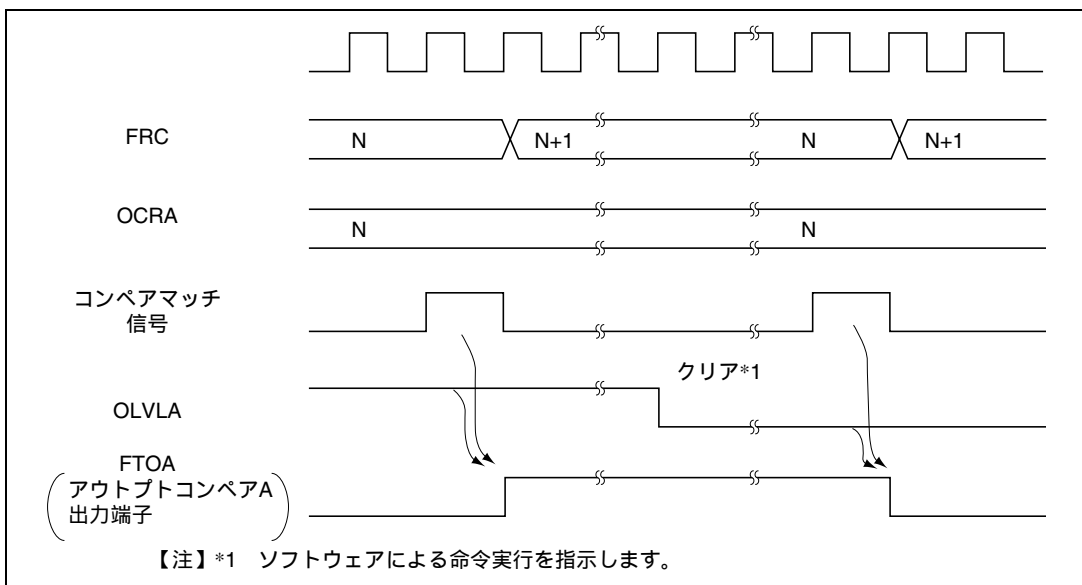 FRC
N
N+1
N
N+1
OCRA
N
N
コンペアマッチ
信号
クリア*1
OLVLA
FTOA
アウトプトコンペアA
出力端子
【注】*1 ソフトウェアによる命令実行を指示します。